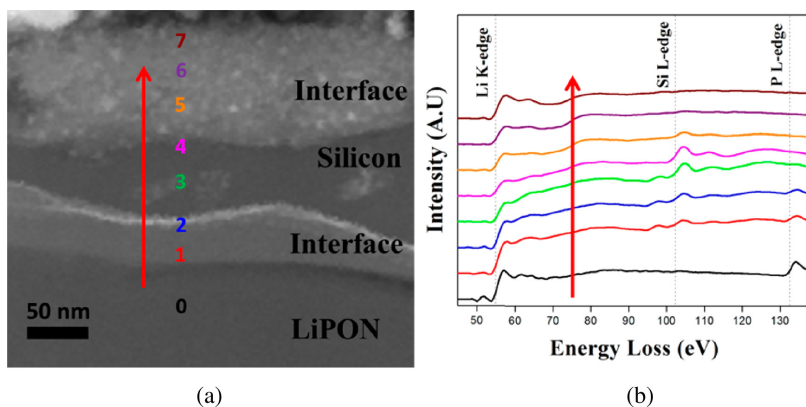 7
6
5
Interface
4
Silicon
3
2
Interface
1
0
50 nm
LiPON
(a)
(b)
Li K-edge
Si L-edge
P L-edge
Intensity (A.U)
50 60 70 80 90 100 110 120 130
Energy Loss (eV)